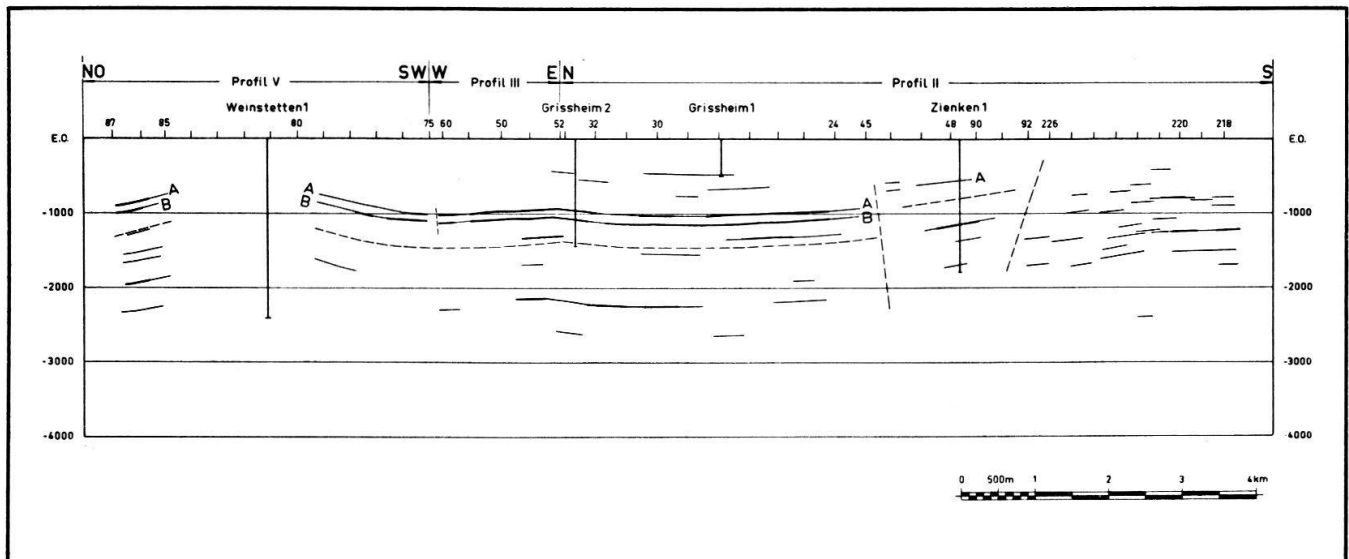 NO SW W E N S
Profil V Profil III Profil II
Weinstetten 1 Grissheim 2 Grissheim 1 Zienken 1
87 85 80 75 60 50 52 32 30 24 45 48 90 92 226 220 218
E.O. E.O.
A A A A
B B B
-1000 -1000
-2000 -2000
-3000 -3000
-4000 -4000
0 500m 1 2 3 4km